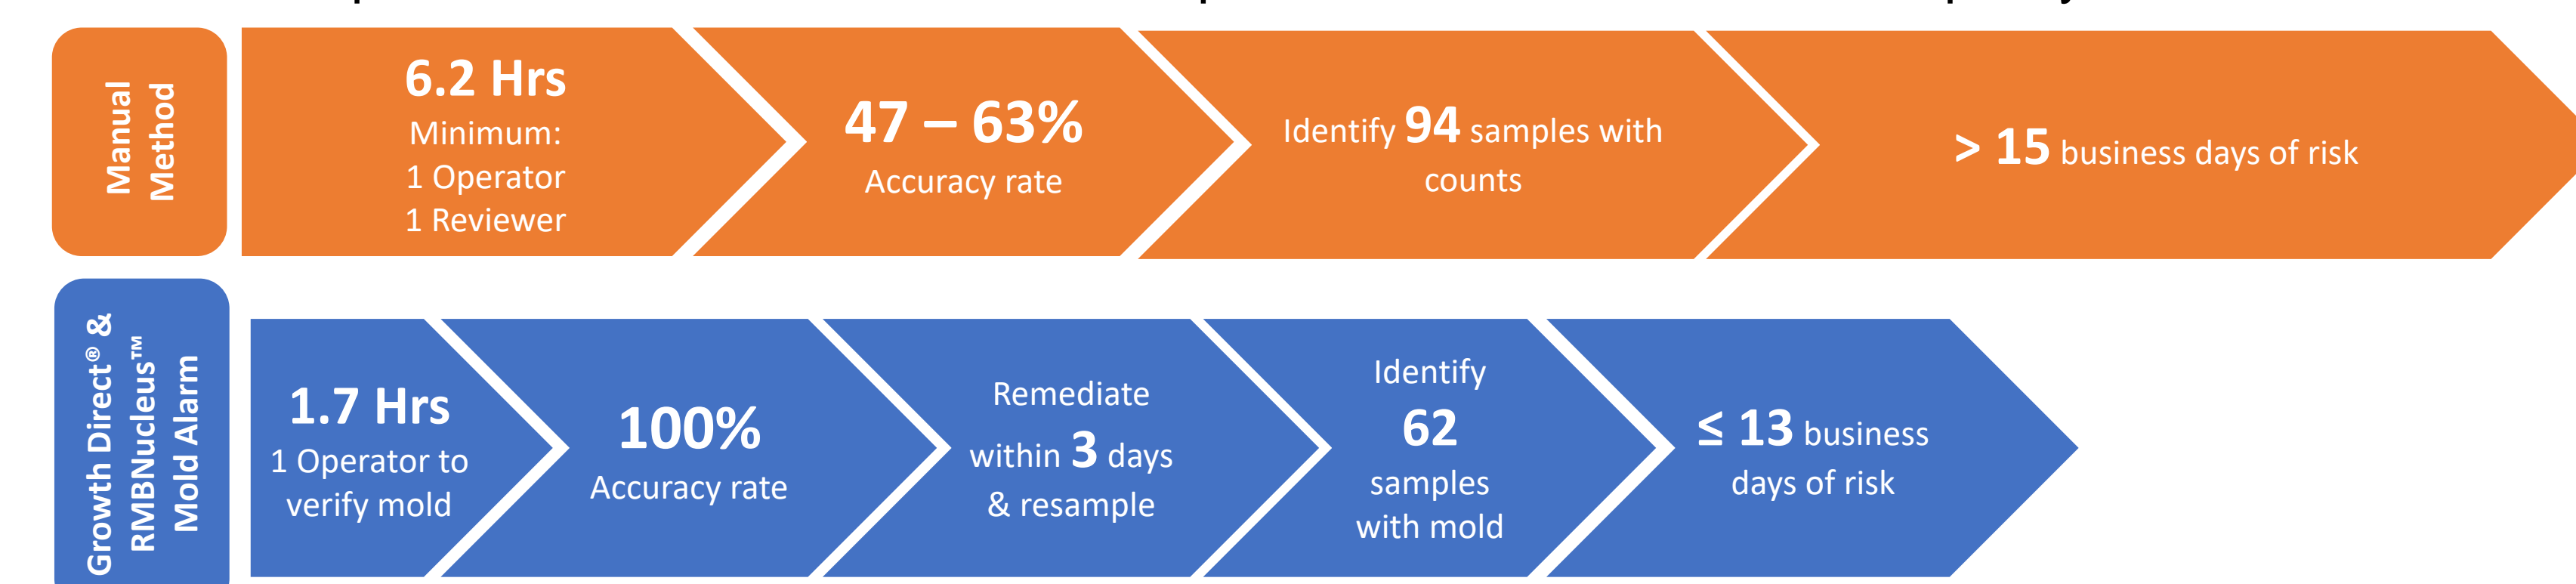 Manual
Method
6.2 Hrs
Minimum:
1 Operator
1 Reviewer
47 – 63%
Accuracy rate
Identify 94 samples with
counts
> 15 business days of risk
Growth Direct® &
RMBNucleus™
Mold Alarm
1.7 Hrs
1 Operator to
verify mold
100%
Accuracy rate
Remediate
within 3 days
& resample
Identify
62
samples
with mold
≤ 13 business
days of risk